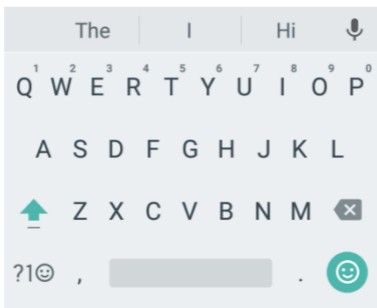 The I Hi
1 2 3 4 5 6 7 8 9 0
Q W E R T Y U I O P
A S D F G H J K L
Z X C V B N M
?1☺ , .